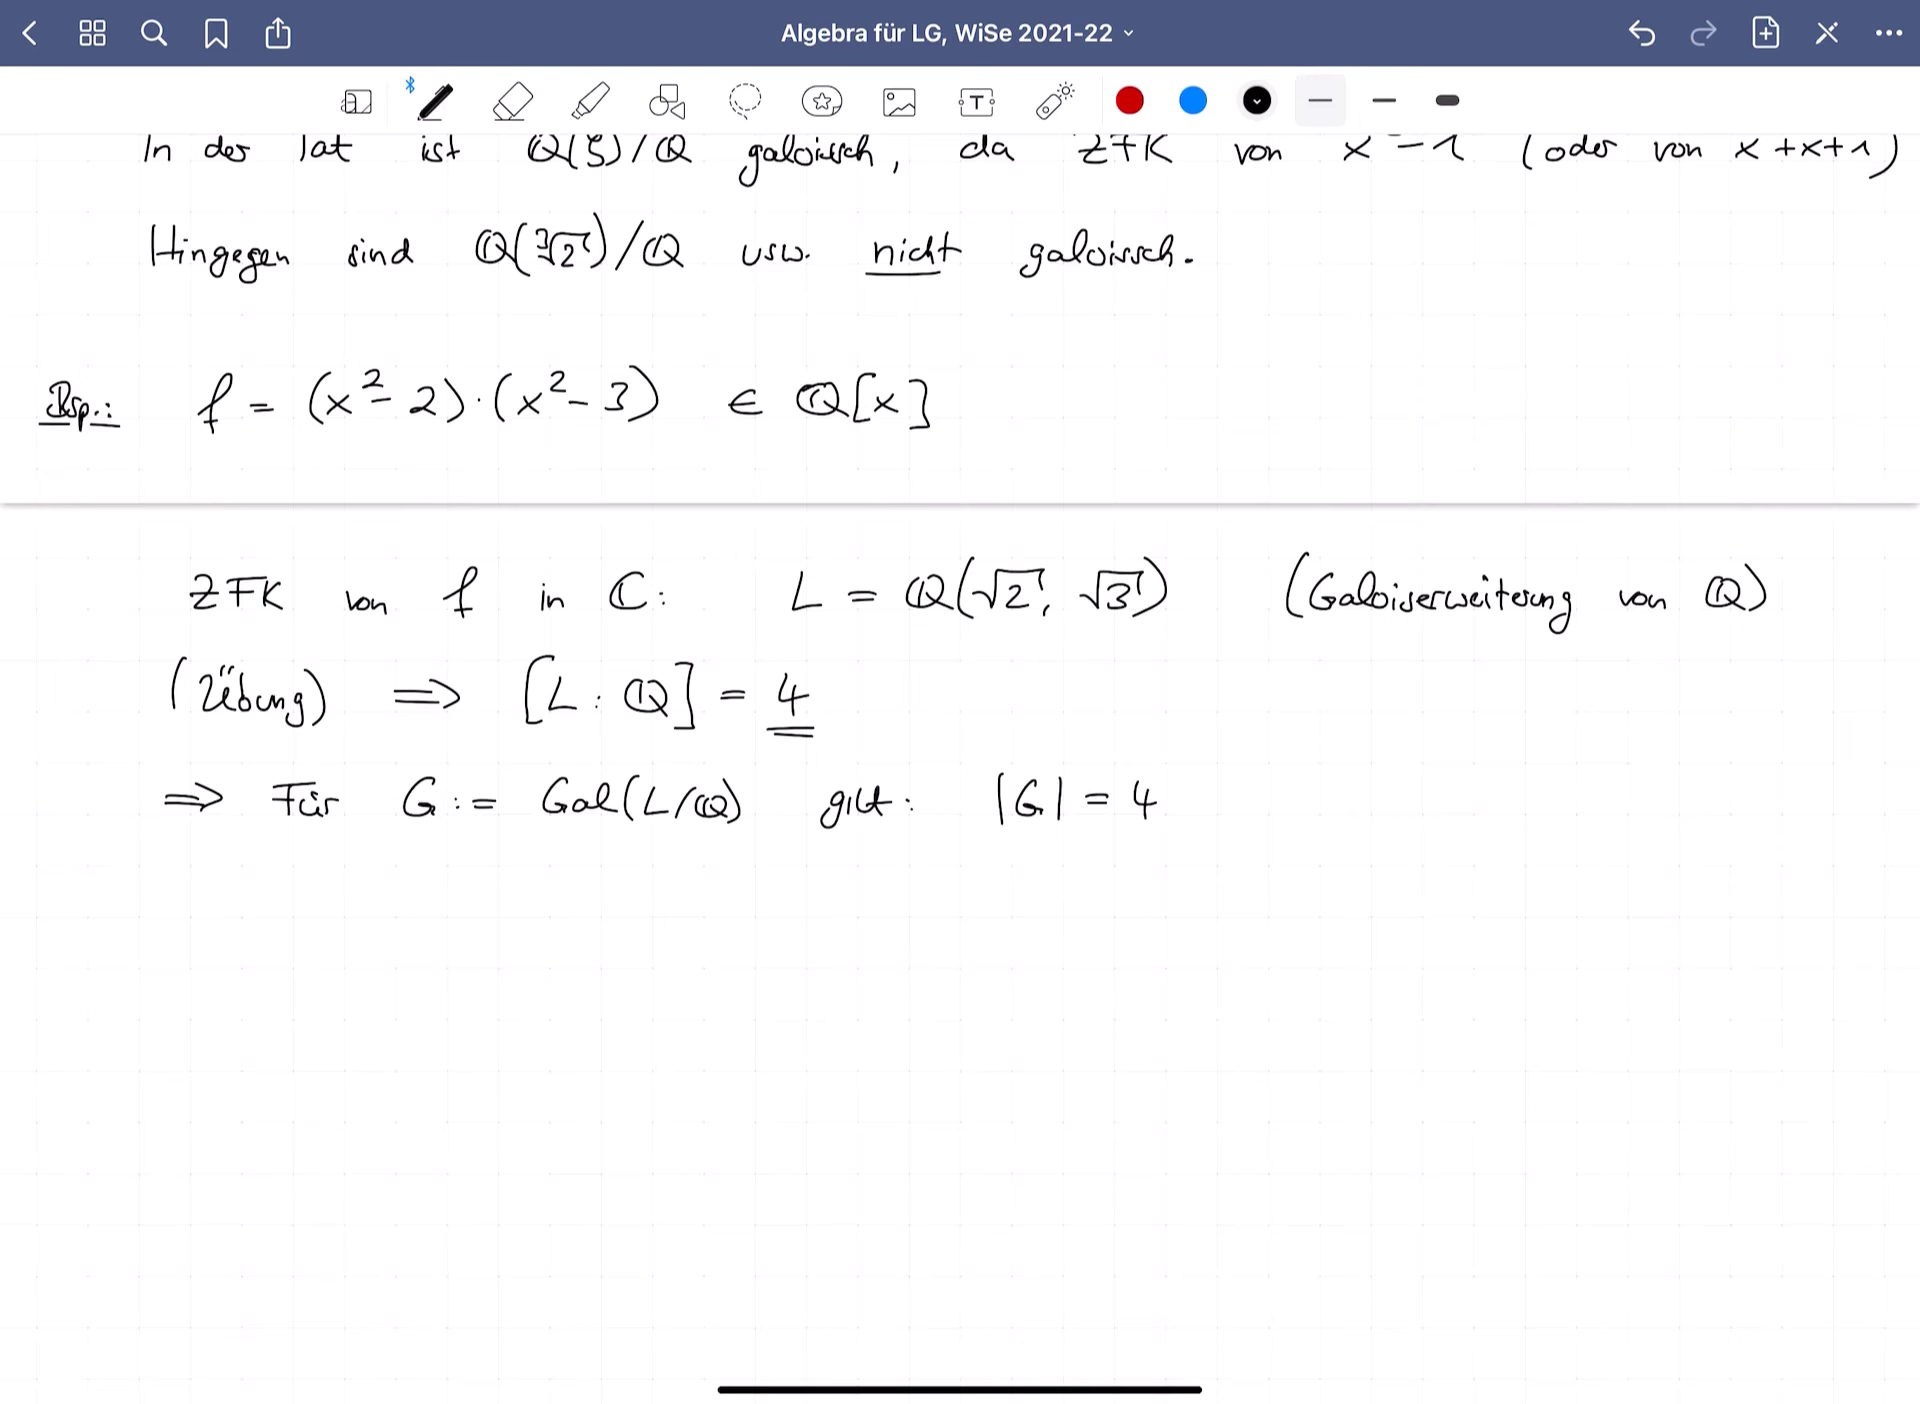 Algebra für LG, WiSe 2021-22
In der Tat ist ℚ(ζ)/ℚ galoissch, da ZFK von x - 1 (oder von x + x + 1)
Hingegen sind ℚ(∛2)/ℚ usw. nicht galoissch.
Bsp.: f = (x² - 2)·(x² - 3) ∈ ℚ[x]
ZFK von f in ℂ: L = ℚ(√2, √3) (Galoiserweiterung von ℚ)
(Übung) ⇒ [L : ℚ] = 4
⇒ Für G := Gal(L/ℚ) gilt: |G| = 4